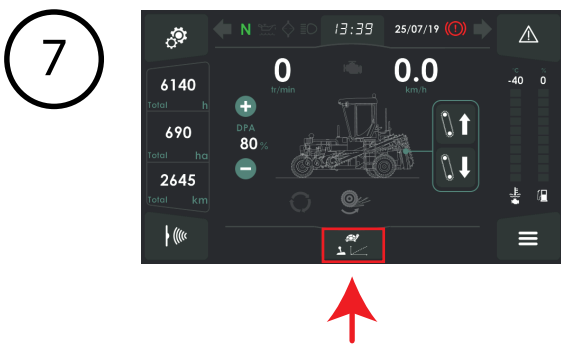 7
N
13:39
25/07/19
6140
Total h
690
Total ha
2645
Total km
0
tr/min
0.0
km/h
DPA
80%
°C
-40
%
0